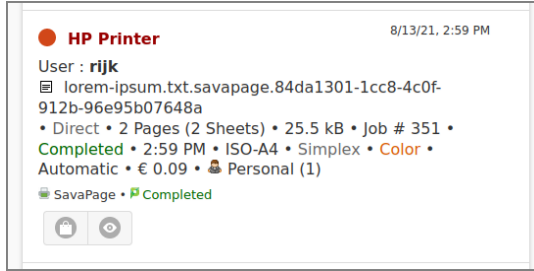 HP Printer 8/13/21, 2:59 PM
User : rijk
lorem-ipsum.txt.savapage.84da1301-1cc8-4c0f-
912b-96e95b07648a
• Direct • 2 Pages (2 Sheets) • 25.5 kB • Job # 351 •
Completed • 2:59 PM • ISO-A4 • Simplex • Color •
Automatic • € 0.09 • Personal (1)
SavaPage • Completed